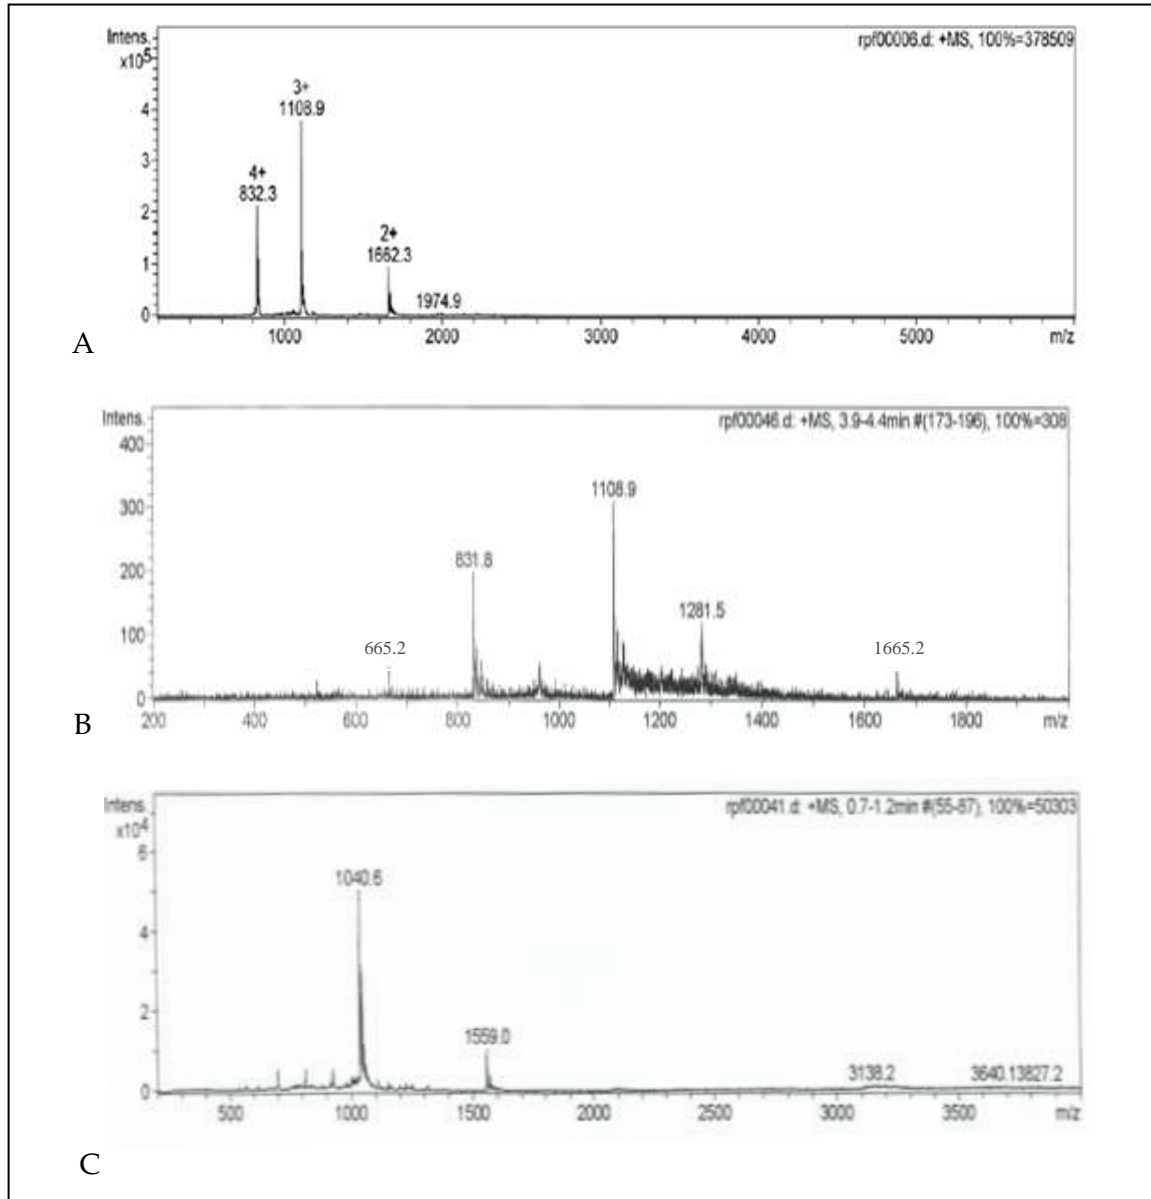 Intens.
x10^5
rpf00006.d: +MS, 100%=378509
3+
1108.9
4
4+
832.3
3
2
2+
1662.3
1
1974.9
0
1000 2000 3000 4000 5000 m/z
A
Intens.
rpf00046.d: +MS, 3.9-4.4min #(173-196), 100%=308
400
1108.9
300
831.8
200
1281.5
100
665.2
1665.2
0
200 400 600 800 1000 1200 1400 1600 1800 m/z
B
Intens.
x10^4
rpf00041.d: +MS, 0.7-1.2min #(55-87), 100%=50303
6
1040.6
4
2
1559.0
3138.2
3640.13827.2
0
500 1000 1500 2000 2500 3000 3500 m/z
C